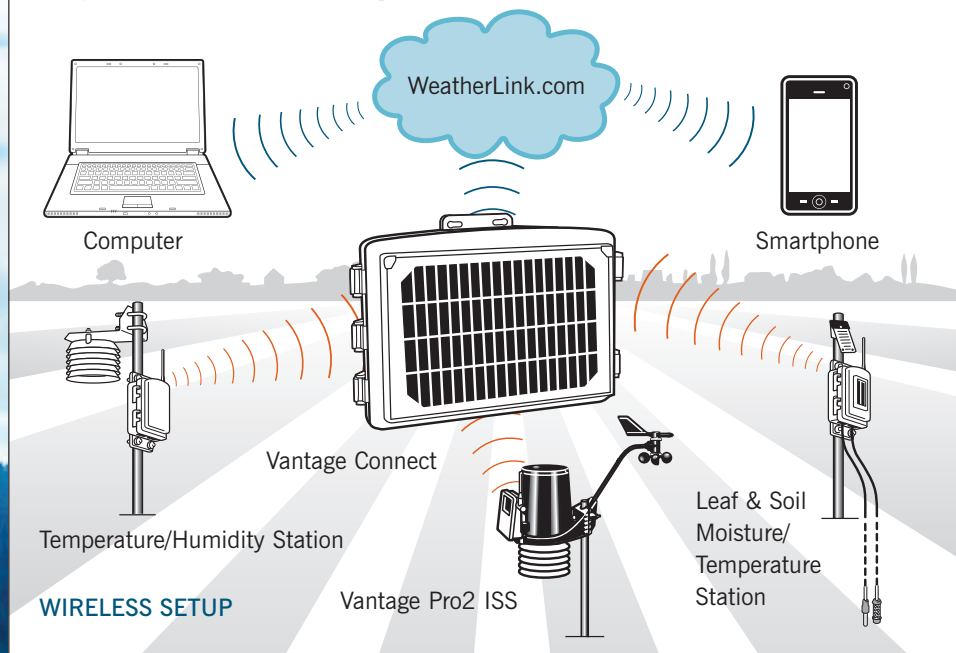 WeatherLink.com
Computer
Smartphone
Vantage Connect
Temperature/Humidity Station
Vantage Pro2 ISS
Leaf & Soil
Moisture/
Temperature
Station
WIRELESS SETUP